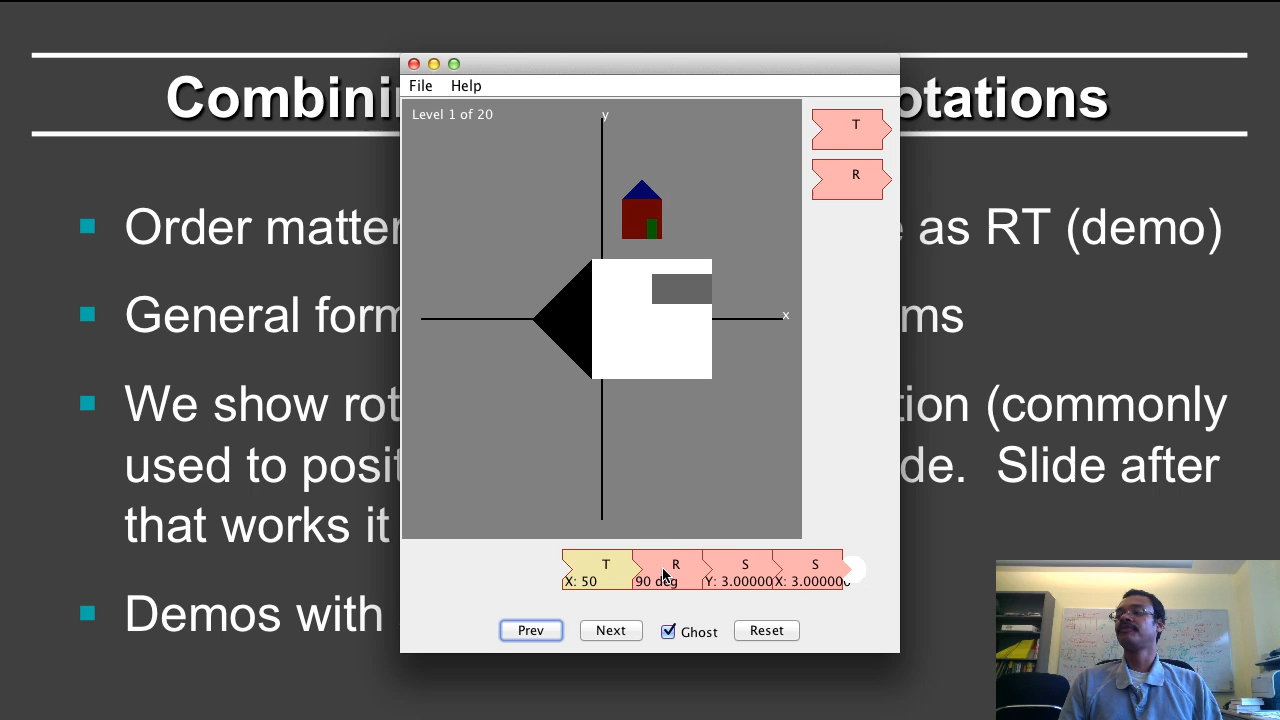 Combini
otations
File Help
Level 1 of 20
y
x
T
R
Order matter
e as RT (demo)
General form
ms
We show rot
tion (commonly
used to posit
de. Slide after
that works it
Demos with
T R S S
X: 50 90 deg Y: 3.00000 X: 3.000000
Prev Next Ghost Reset